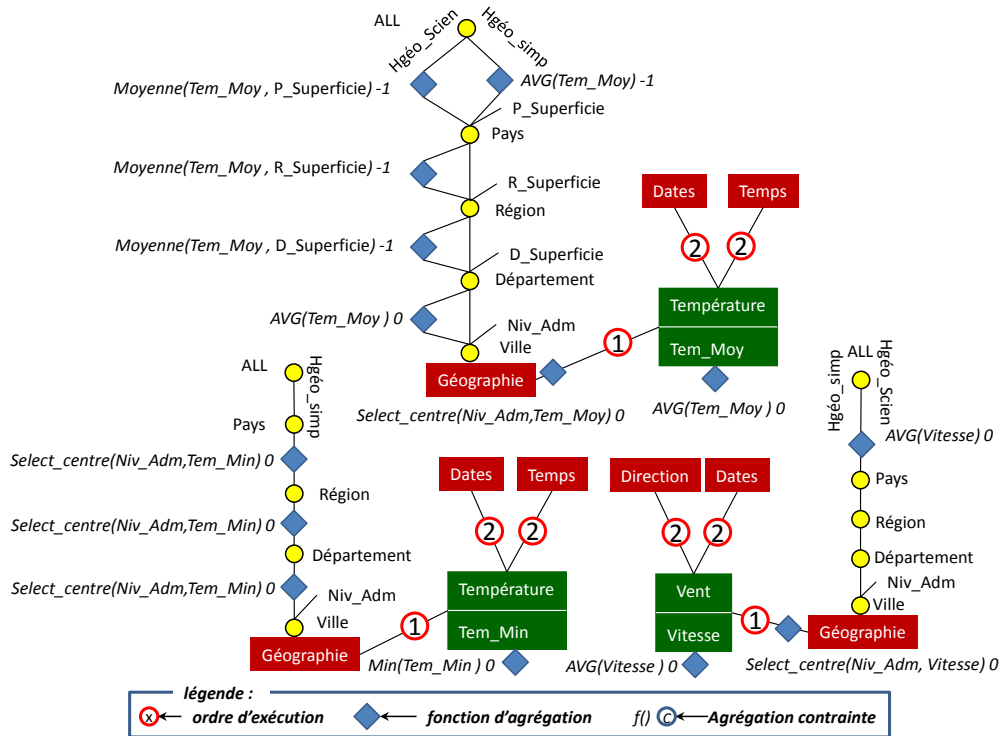 ALL
Hgéo_Scien
Hgéo_simp
Moyenne(Tem_Moy , P_Superficie) -1
AVG(Tem_Moy) -1
P_Superficie
Pays
Moyenne(Tem_Moy , R_Superficie) -1
R_Superficie
Région
Moyenne(Tem_Moy , D_Superficie) -1
D_Superficie
Département
AVG(Tem_Moy ) 0
Niv_Adm
Ville
Géographie
Select_centre(Niv_Adm,Tem_Moy) 0
1
Dates
Temps
2
2
Température
Tem_Moy
AVG(Tem_Moy ) 0
ALL
Hgéo_simp
Pays
Select_centre(Niv_Adm,Tem_Min) 0
Région
Select_centre(Niv_Adm,Tem_Min) 0
Département
Select_centre(Niv_Adm,Tem_Min) 0
Niv_Adm
Ville
Géographie
1
Dates
Temps
2
2
Température
Tem_Min
Min(Tem_Min ) 0
Direction
Dates
2
2
Vent
Vitesse
AVG(Vitesse ) 0
1
ALL
Hgéo_simp
Hgéo_Scien
AVG(Vitesse) 0
Pays
Région
Département
Niv_Adm
Ville
Géographie
Select_centre(Niv_Adm, Vitesse) 0
légende :
x ordre d'exécution
fonction d'agrégation
f() C Agrégation contrainte